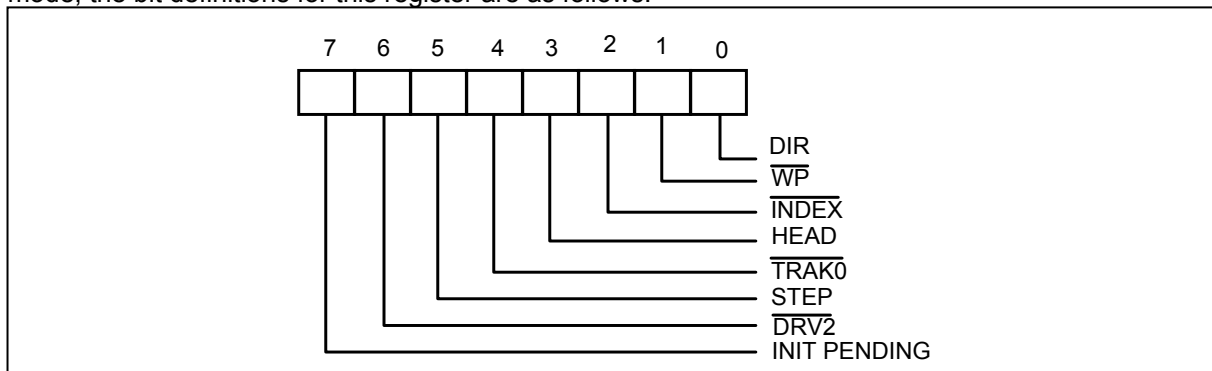 mode, the bit definitions for this register are as follows:
7 6 5 4 3 2 1 0
DIR
WP
INDEX
HEAD
TRAK0
STEP
DRV2
INIT PENDING